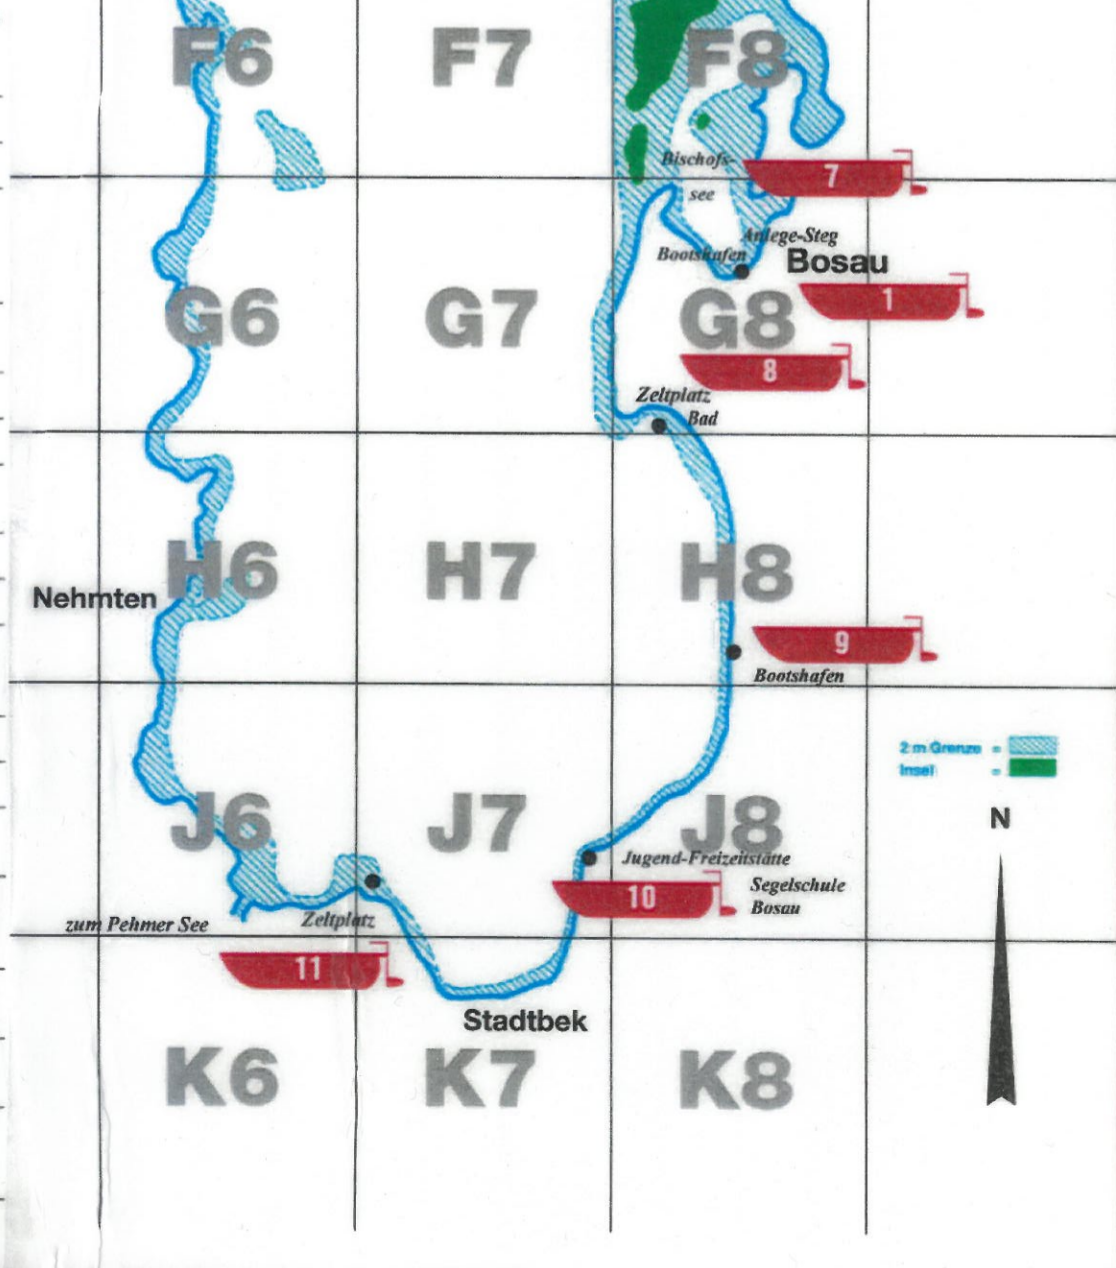 F6
F7
F8
Bischofs-
see
7
Anlege-Steg
Bootshafen
Bosau
1
G6
G7
G8
8
Zeltplatz
Bad
H6
H7
H8
Nehmten
9
Bootshafen
2 m Grenze =
Insel =
N
J6
J7
J8
Jugend-Freizeitstätte
10
Segelschule
Bosau
zum Pehmer See
Zeltplatz
11
Stadtbek
K6
K7
K8